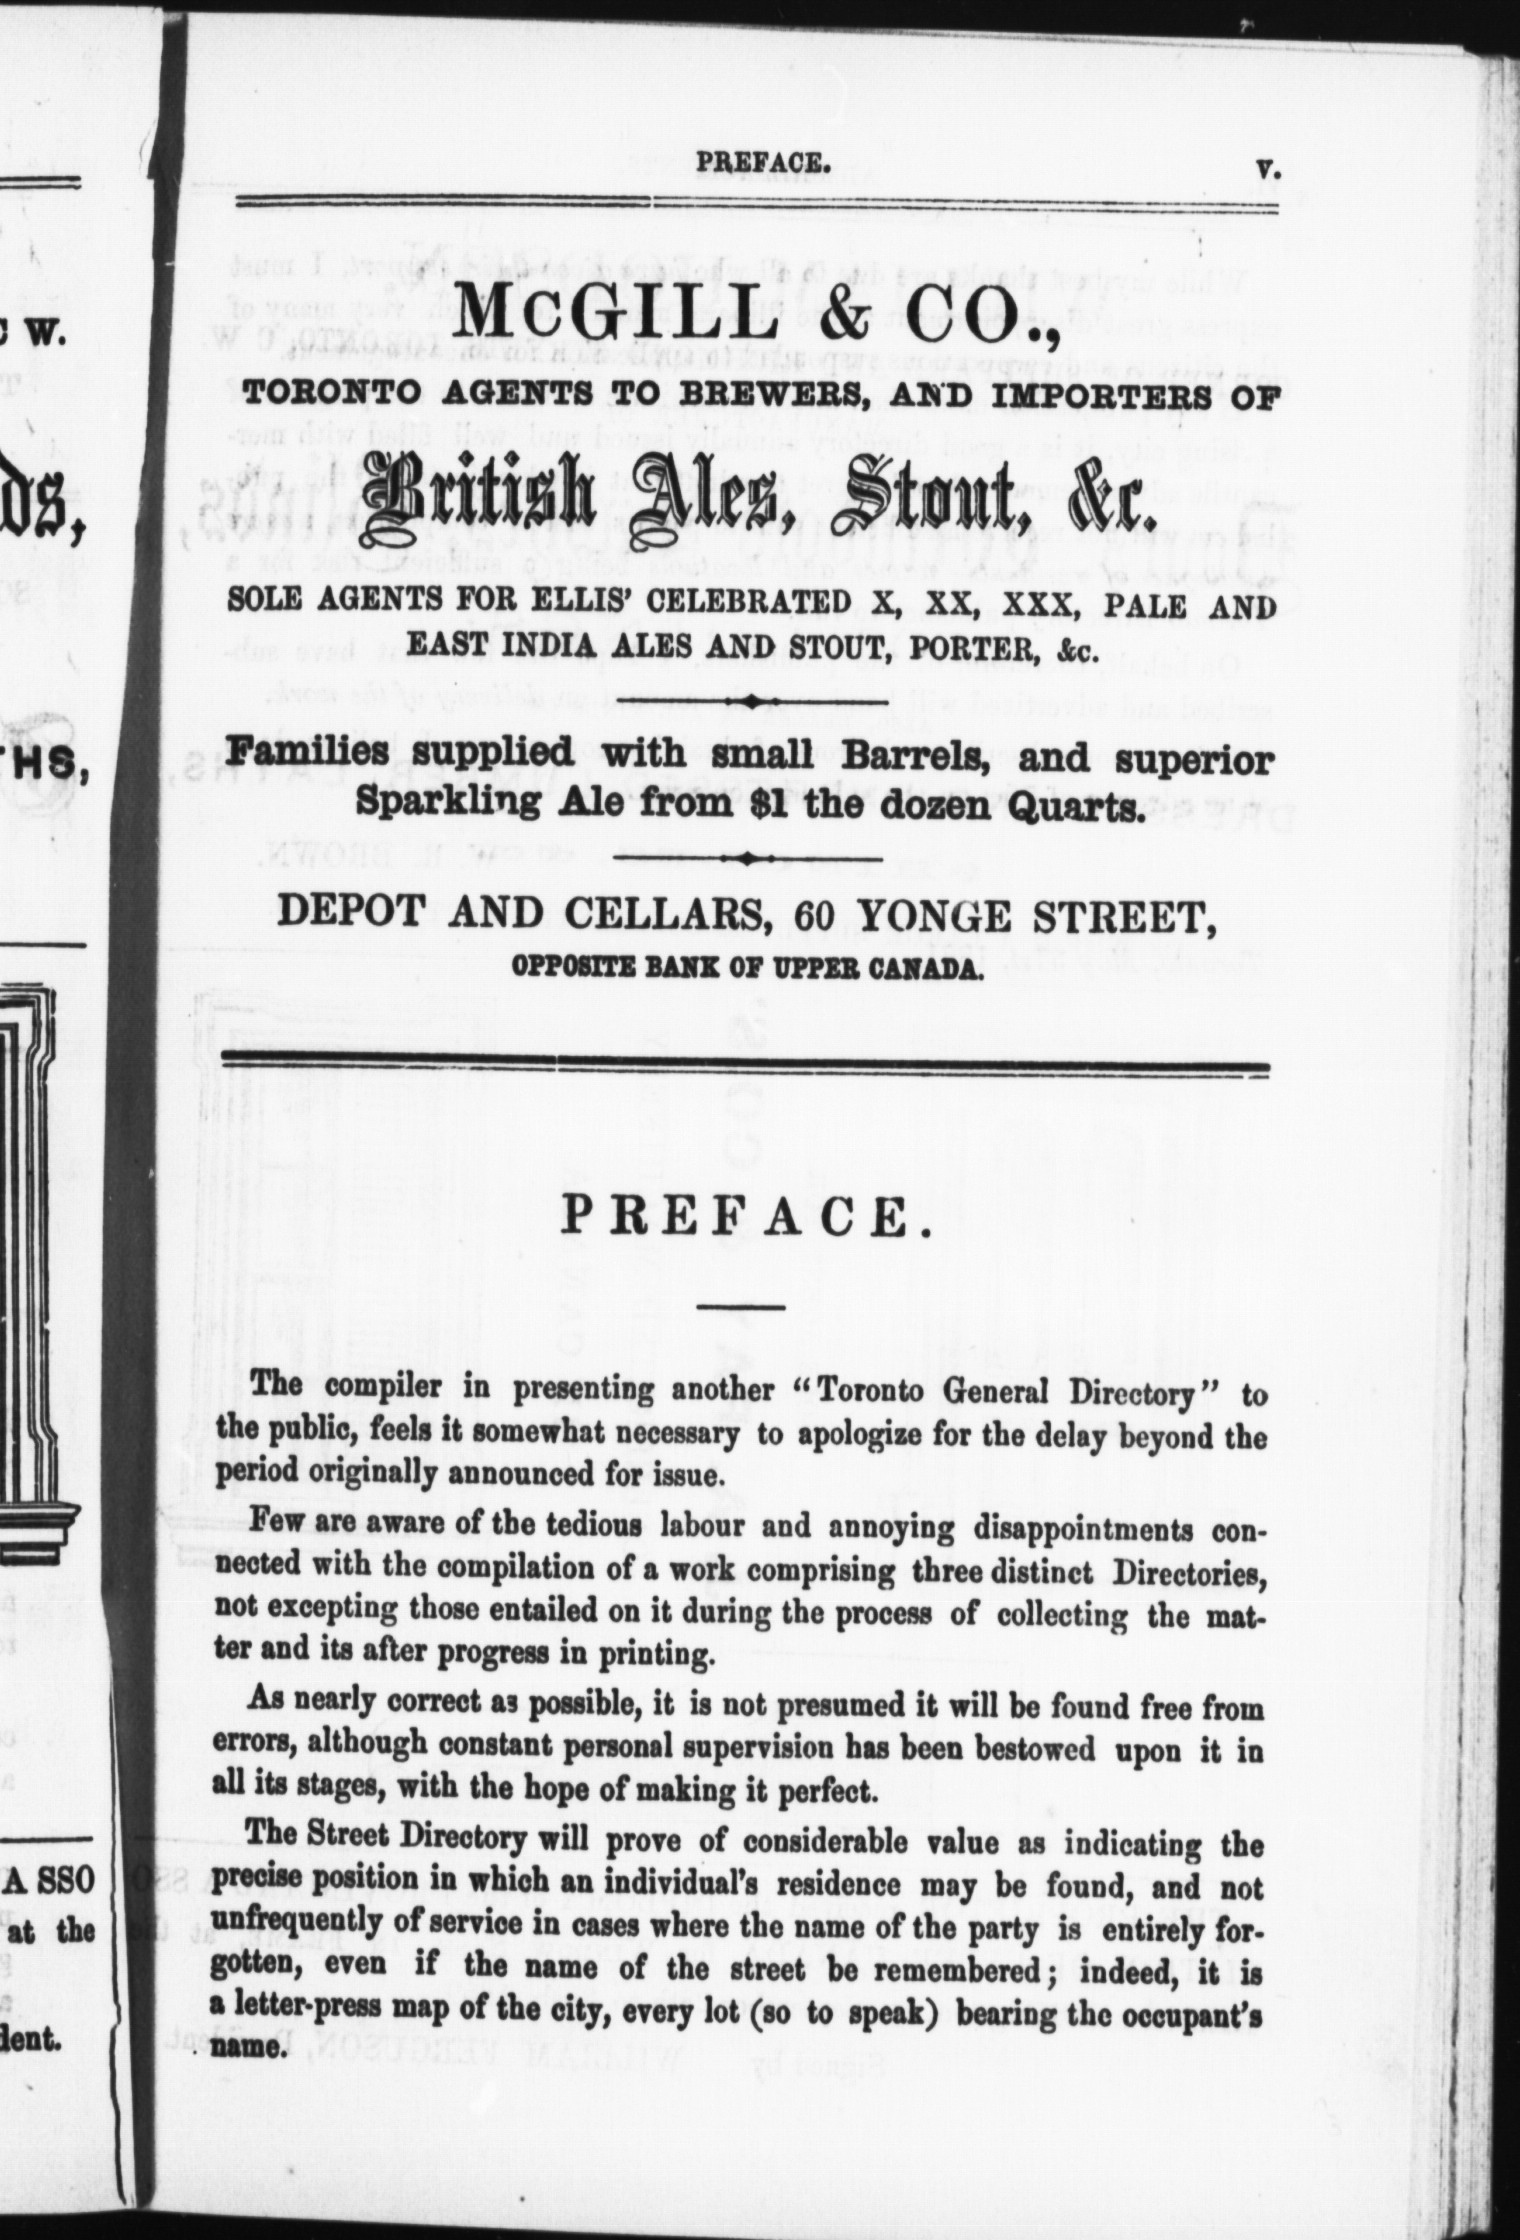 PREFACE. v.
McGILL & CO.,
TORONTO AGENTS TO BREWERS, AND IMPORTERS OF
British Ales, Stout, &c.
SOLE AGENTS FOR ELLIS' CELEBRATED X, XX, XXX, PALE AND
EAST INDIA ALES AND STOUT, PORTER, &c.
Families supplied with small Barrels, and superior
Sparkling Ale from $1 the dozen Quarts.
DEPOT AND CELLARS, 60 YONGE STREET,
OPPOSITE BANK OF UPPER CANADA.
PREFACE.
The compiler in presenting another "Toronto General Directory" to
the public, feels it somewhat necessary to apologize for the delay beyond the
period originally announced for issue.
Few are aware of the tedious labour and annoying disappointments con-
nected with the compilation of a work comprising three distinct Directories,
not excepting those entailed on it during the process of collecting the mat-
ter and its after progress in printing.
As nearly correct as possible, it is not presumed it will be found free from
errors, although constant personal supervision has been bestowed upon it in
all its stages, with the hope of making it perfect.
The Street Directory will prove of considerable value as indicating the
precise position in which an individual's residence may be found, and not
unfrequently of service in cases where the name of the party is entirely for-
gotten, even if the name of the street be remembered; indeed, it is
a letter-press map of the city, every lot (so to speak) bearing the occupant's
name.